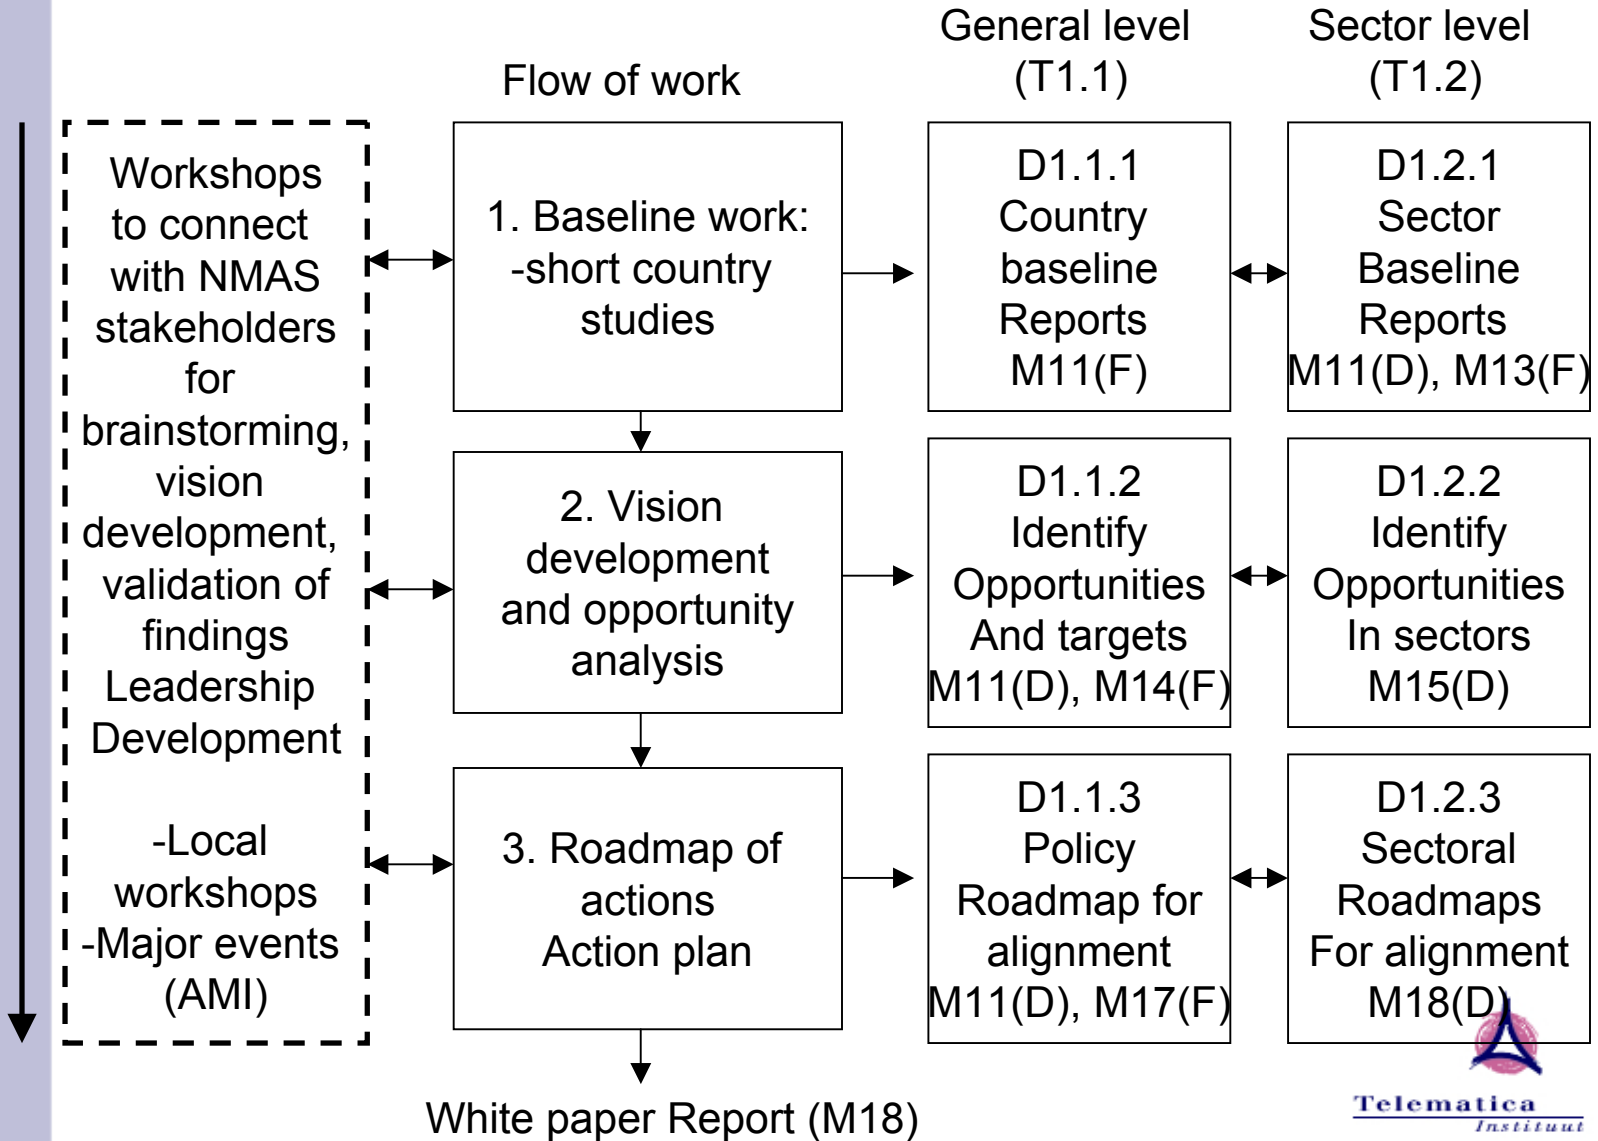 General level
(T1.1)
Sector level
(T1.2)
Flow of work
Workshops
to connect
with NMAS
stakeholders
for
brainstorming,
vision
development,
validation of
findings
Leadership
Development
-Local
workshops
-Major events
(AMI)
1. Baseline work:
-short country
studies
D1.1.1
Country
baseline
Reports
M11(F)
D1.2.1
Sector
Baseline
Reports
M11(D), M13(F)
2. Vision
development
and opportunity
analysis
D1.1.2
Identify
Opportunities
And targets
M11(D), M14(F)
D1.2.2
Identify
Opportunities
In sectors
M15(D)
3. Roadmap of
actions
Action plan
D1.1.3
Policy
Roadmap for
alignment
M11(D), M17(F)
D1.2.3
Sectoral
Roadmaps
For alignment
M18(D)
White paper Report (M18)
Telematica
Instituut